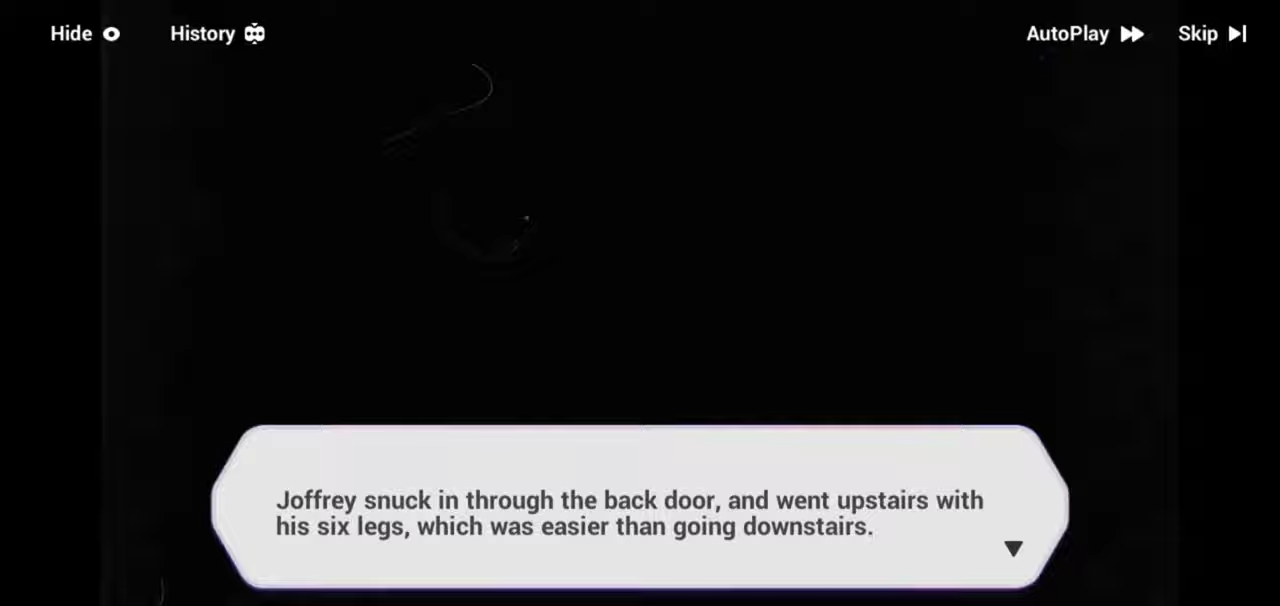 Hide
History
AutoPlay
Skip
Joffrey snuck in through the back door, and went upstairs with
his six legs, which was easier than going downstairs.